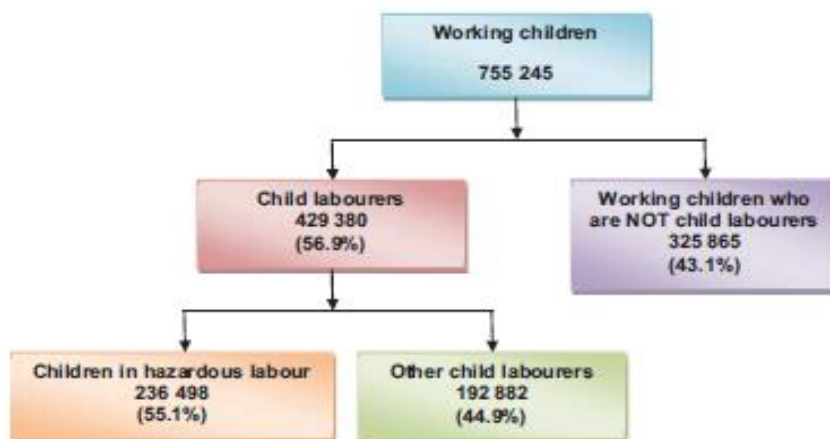 Working children
755 245
Child labourers
429 380
(56.9%)
Working children who
are NOT child labourers
325 865
(43.1%)
Children in hazardous labour
236 498
(55.1%)
Other child labourers
192 882
(44.9%)